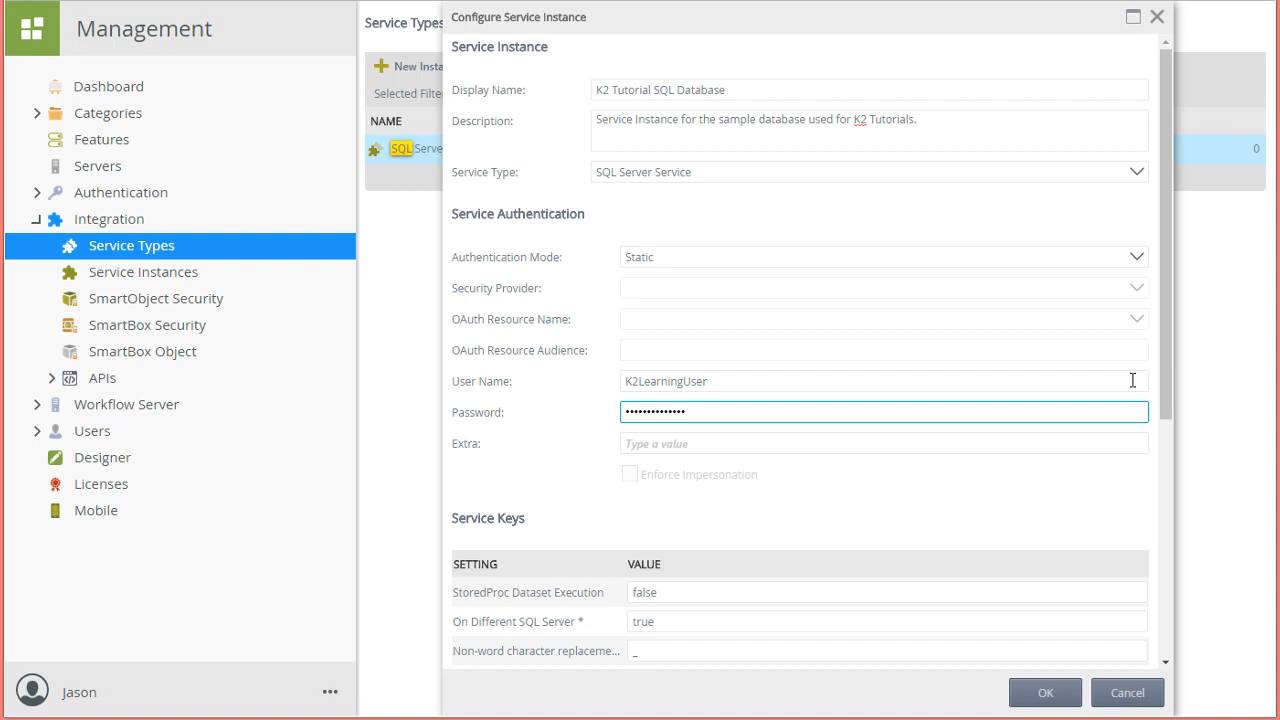 Management
Dashboard
Categories
Features
Servers
Authentication
Integration
Service Types
Service Instances
SmartObject Security
SmartBox Security
SmartBox Object
APIs
Workflow Server
Users
Designer
Licenses
Mobile
Jason
Service Types
New Insta
Selected Filte
NAME
SQL Serve
0
Configure Service Instance
Service Instance
Display Name: K2 Tutorial SQL Database
Description: Service Instance for the sample database used for K2 Tutorials.
Service Type: SQL Server Service
Service Authentication
Authentication Mode: Static
Security Provider:
OAuth Resource Name:
OAuth Resource Audience:
User Name: K2LearningUser
Password: ••••••••••••••
Extra: Type a value
Enforce Impersonation
Service Keys
SETTING VALUE
StoredProc Dataset Execution false
On Different SQL Server * true
Non-word character replaceme... _
OK Cancel